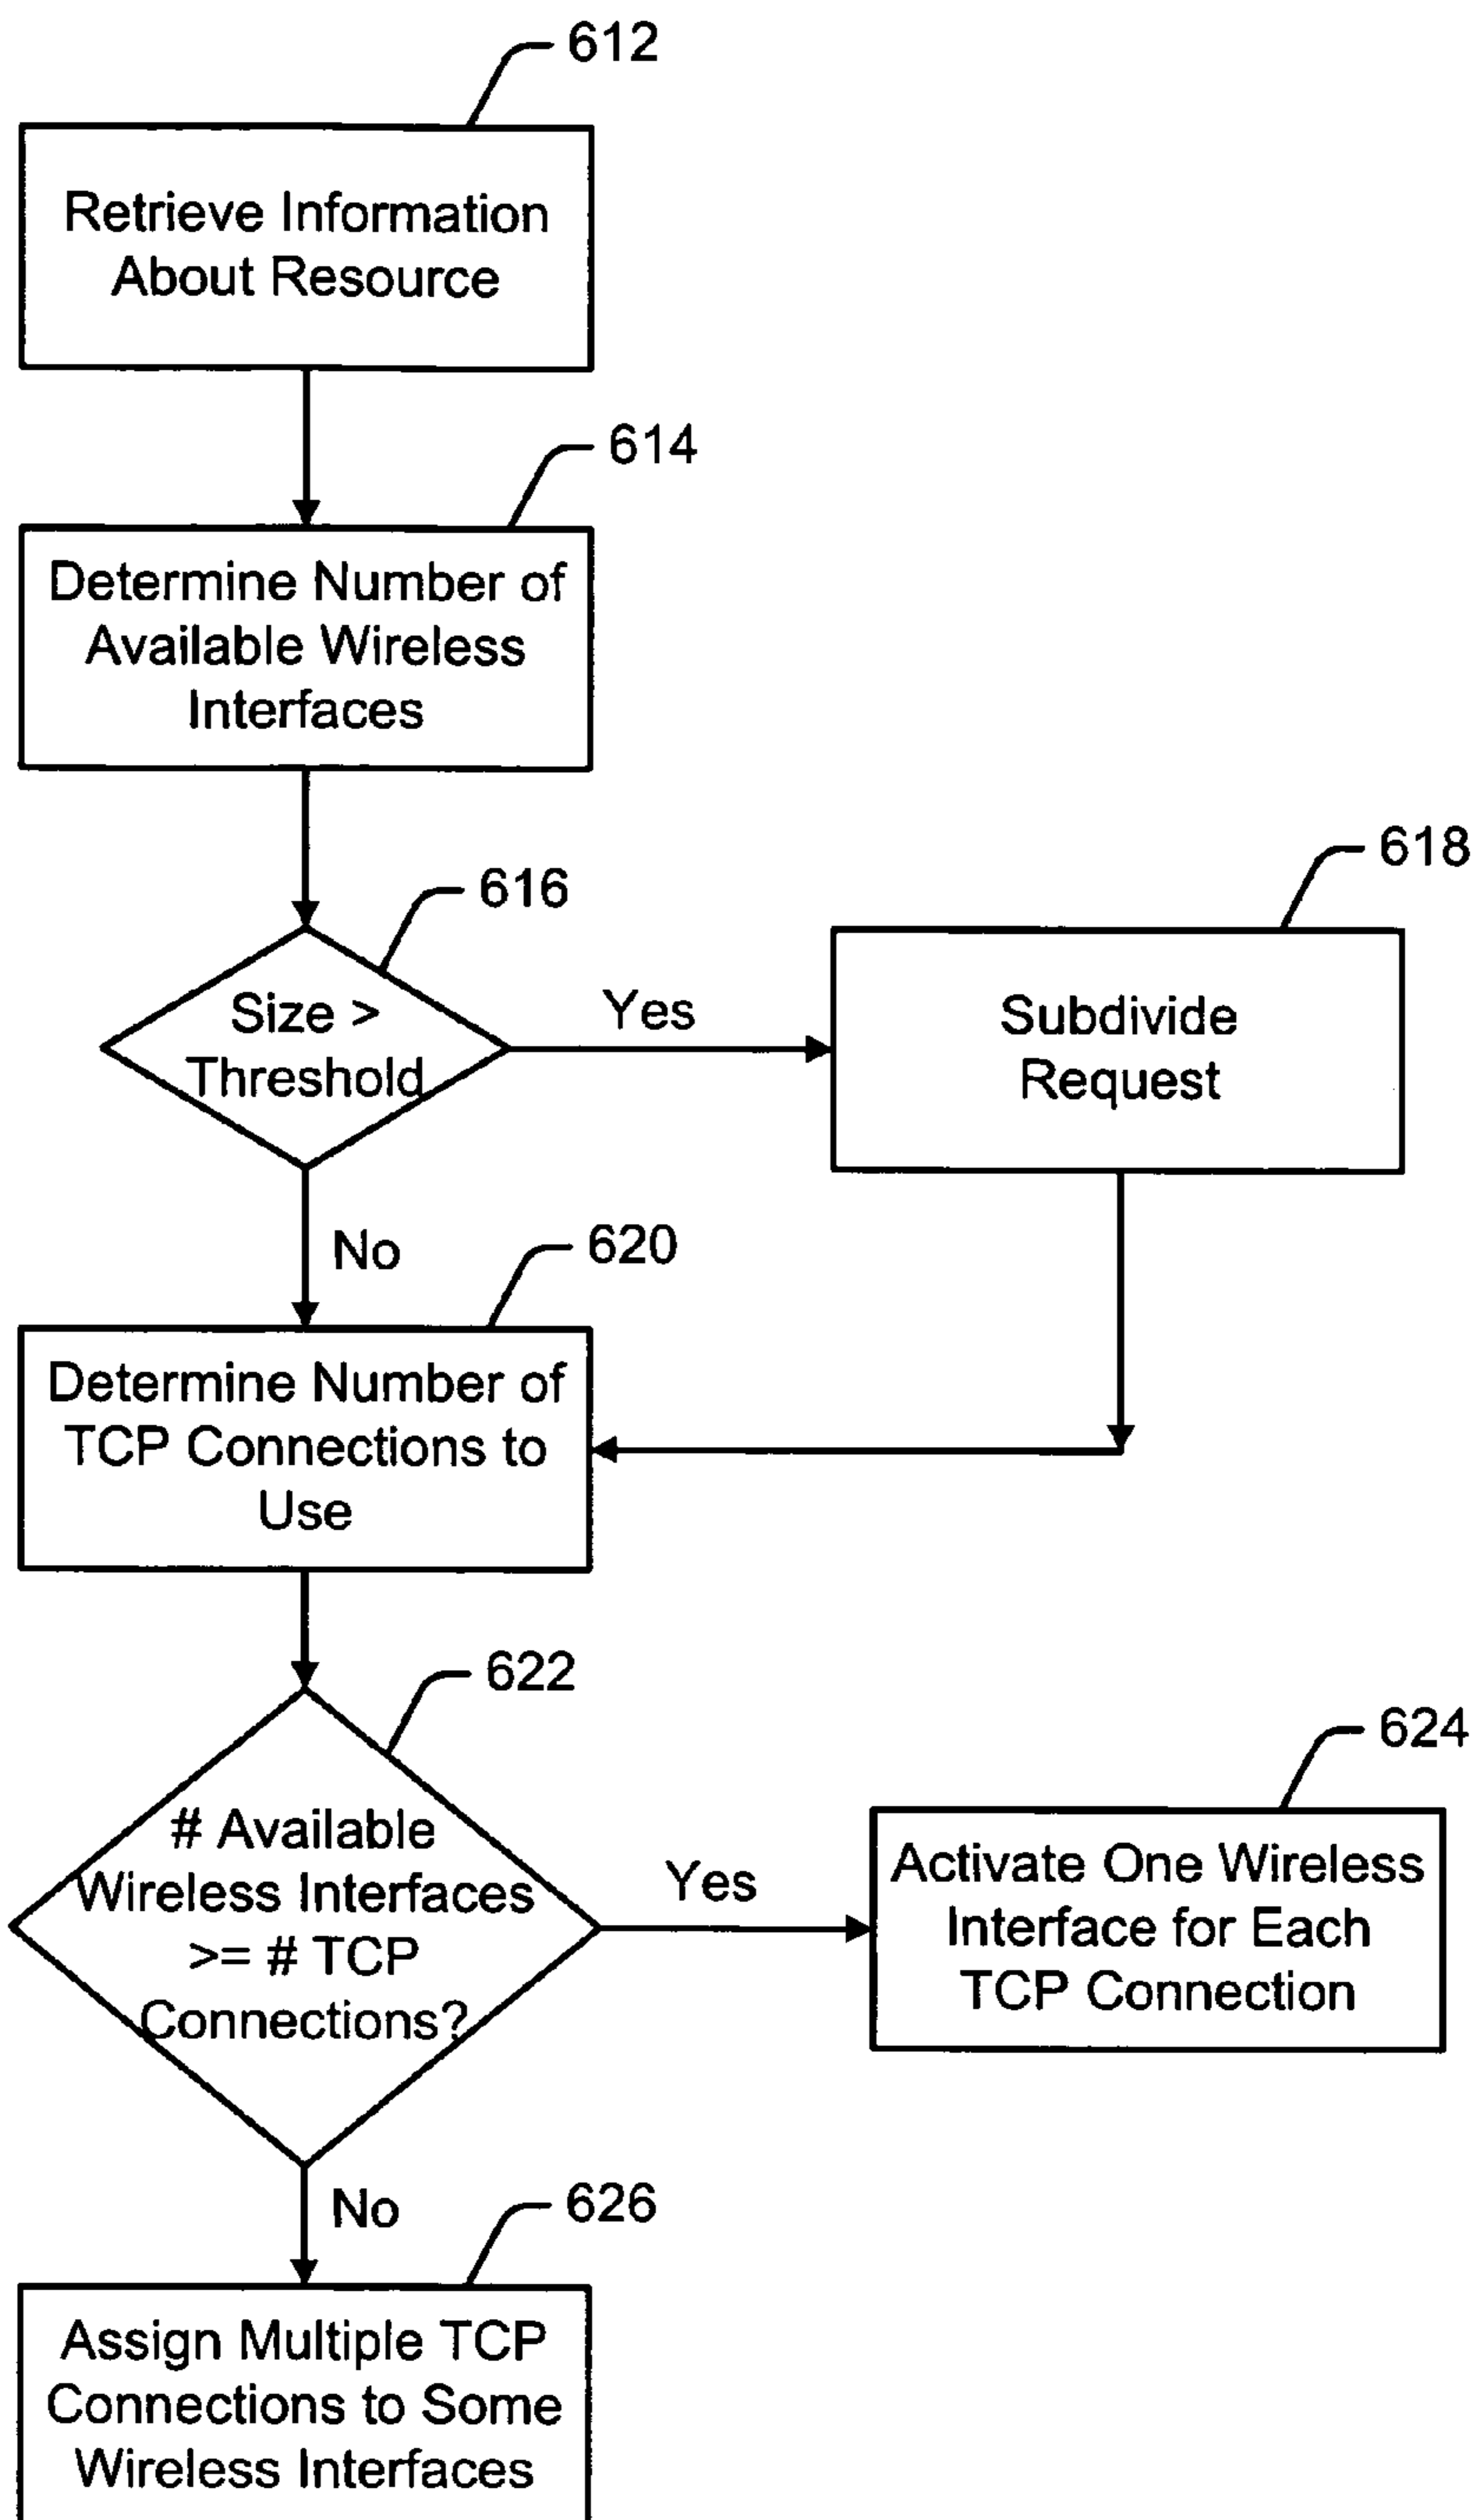 612
Retrieve Information
About Resource
614
Determine Number of
Available Wireless
Interfaces
616
Size >
Threshold
Yes
618
Subdivide
Request
No
620
Determine Number of
TCP Connections to
Use
622
# Available
Wireless Interfaces
>= # TCP
Connections?
Yes
624
Activate One Wireless
Interface for Each
TCP Connection
No
626
Assign Multiple TCP
Connections to Some
Wireless Interfaces